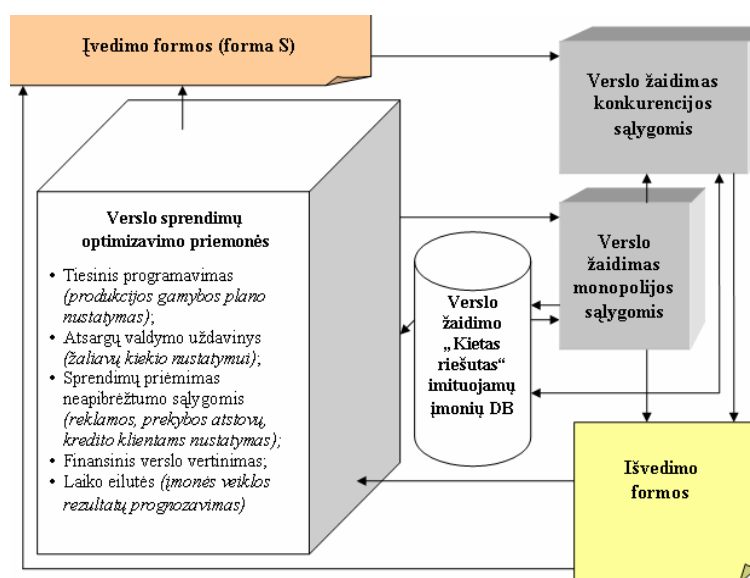 Įvedimo formos (forma S)
Verslo žaidimas
konkurencijos
sąlygomis
Verslo sprendimų
optimizavimo priemonės
• Tiesinis programavimas
(produkcijos gamybos plano
nustatymas);
• Atsargų valdymo uždavinys
(žaliavų kiekio nustatymui);
• Sprendimų priėmimas
neapibrėžtumo sąlygomis
(reklamos, prekybos atstovų,
kredito klientams nustatymas);
• Finansinis verslo vertinimas;
• Laiko eilutės (įmonės veiklos
rezultatų prognozavimas)
Verslo
žaidimo
„Kietas
riešutas“
imituojamų
įmonių DB
Verslo
žaidimas
monopolijos
sąlygomis
Išvedimo
formos